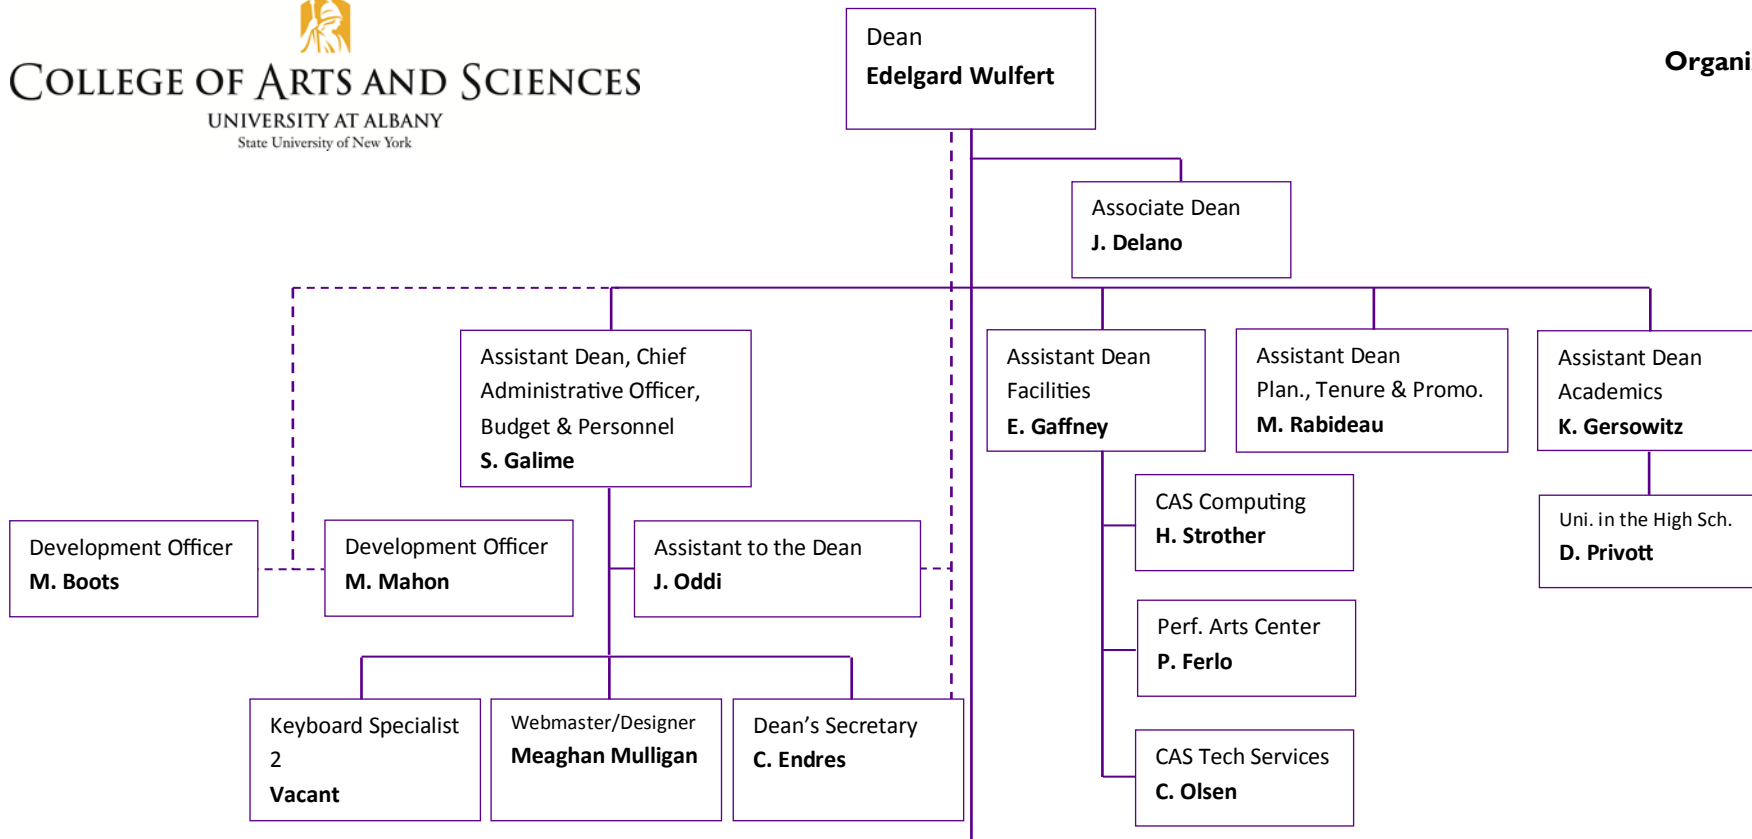 COLLEGE OF ARTS AND SCIENCES
UNIVERSITY AT ALBANY
State University of New York
Dean
Edelgard Wulfert
Associate Dean
J. Delano
Assistant Dean, Chief
Administrative Officer,
Budget & Personnel
S. Galime
Assistant Dean
Facilities
E. Gaffney
Assistant Dean
Plan., Tenure & Promo.
M. Rabideau
Assistant Dean
Academics
K. Gersowitz
Development Officer
M. Boots
Development Officer
M. Mahon
Assistant to the Dean
J. Oddi
CAS Computing
H. Strother
Uni. in the High Sch.
D. Privott
Perf. Arts Center
P. Ferlo
Keyboard Specialist
2
Vacant
Webmaster/Designer
Meaghan Mulligan
Dean’s Secretary
C. Endres
CAS Tech Services
C. Olsen